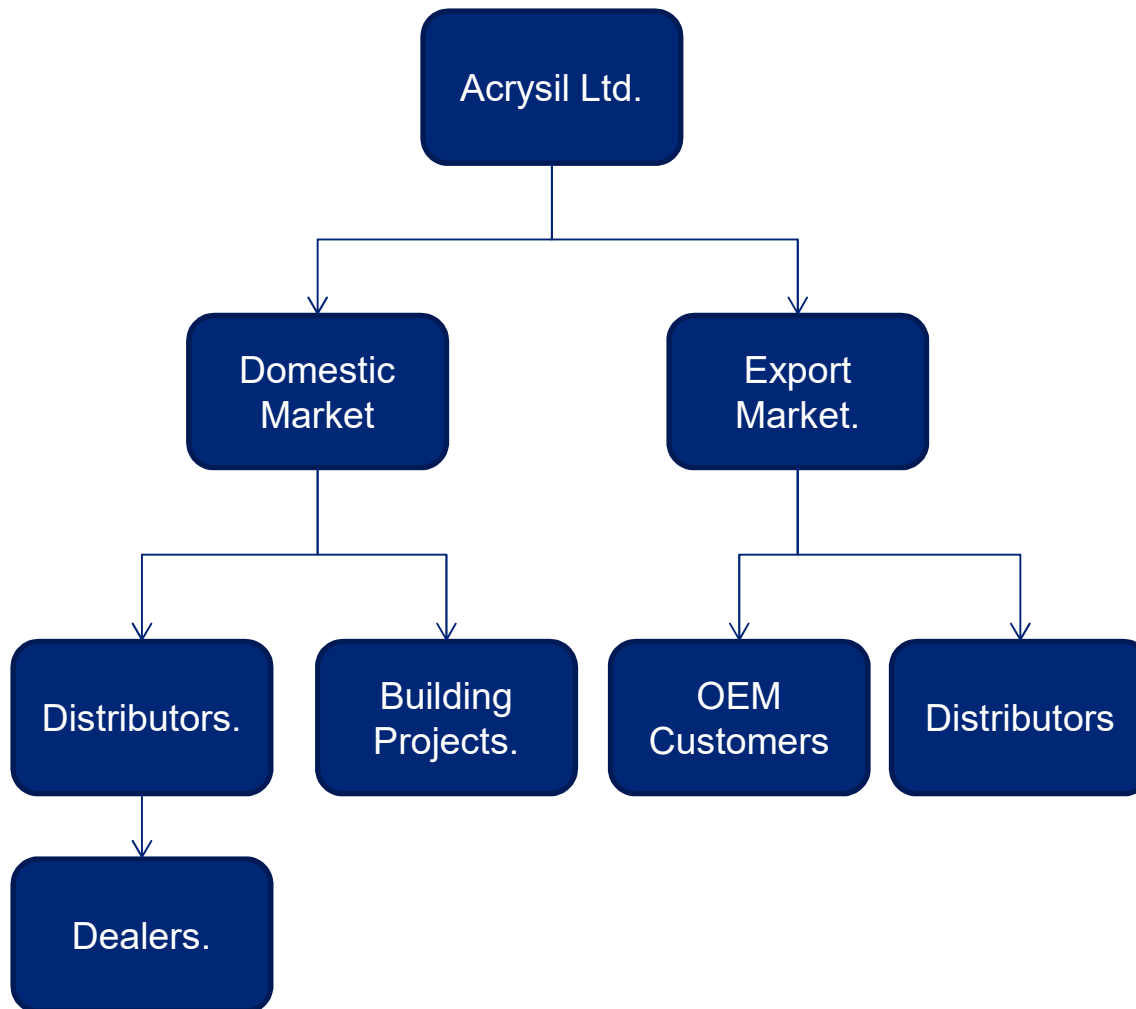 Acrysil Ltd.
Domestic
Market
Export
Market.
Distributors.
Building
Projects.
OEM
Customers
Distributors
Dealers.